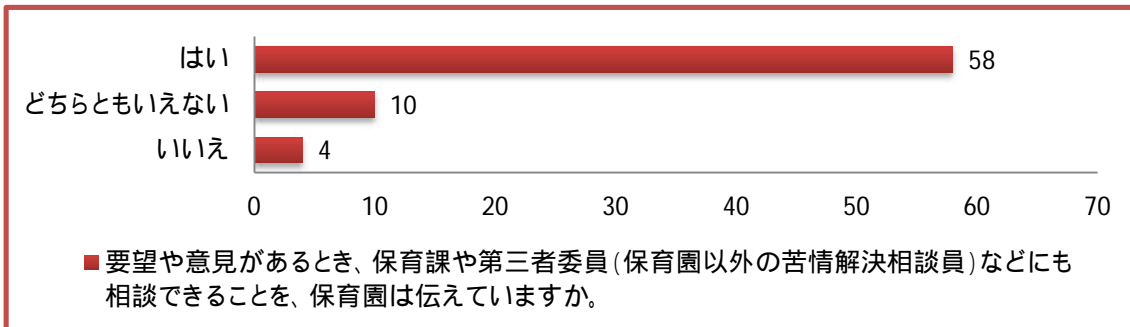 はい 58
どちらともいえない 10
いいえ 4
0 10 20 30 40 50 60 70
要望や意見があるとき、保育課や第三者委員(保育園以外の苦情解決相談員)などにも
相談できることを、保育園は伝えていますか。